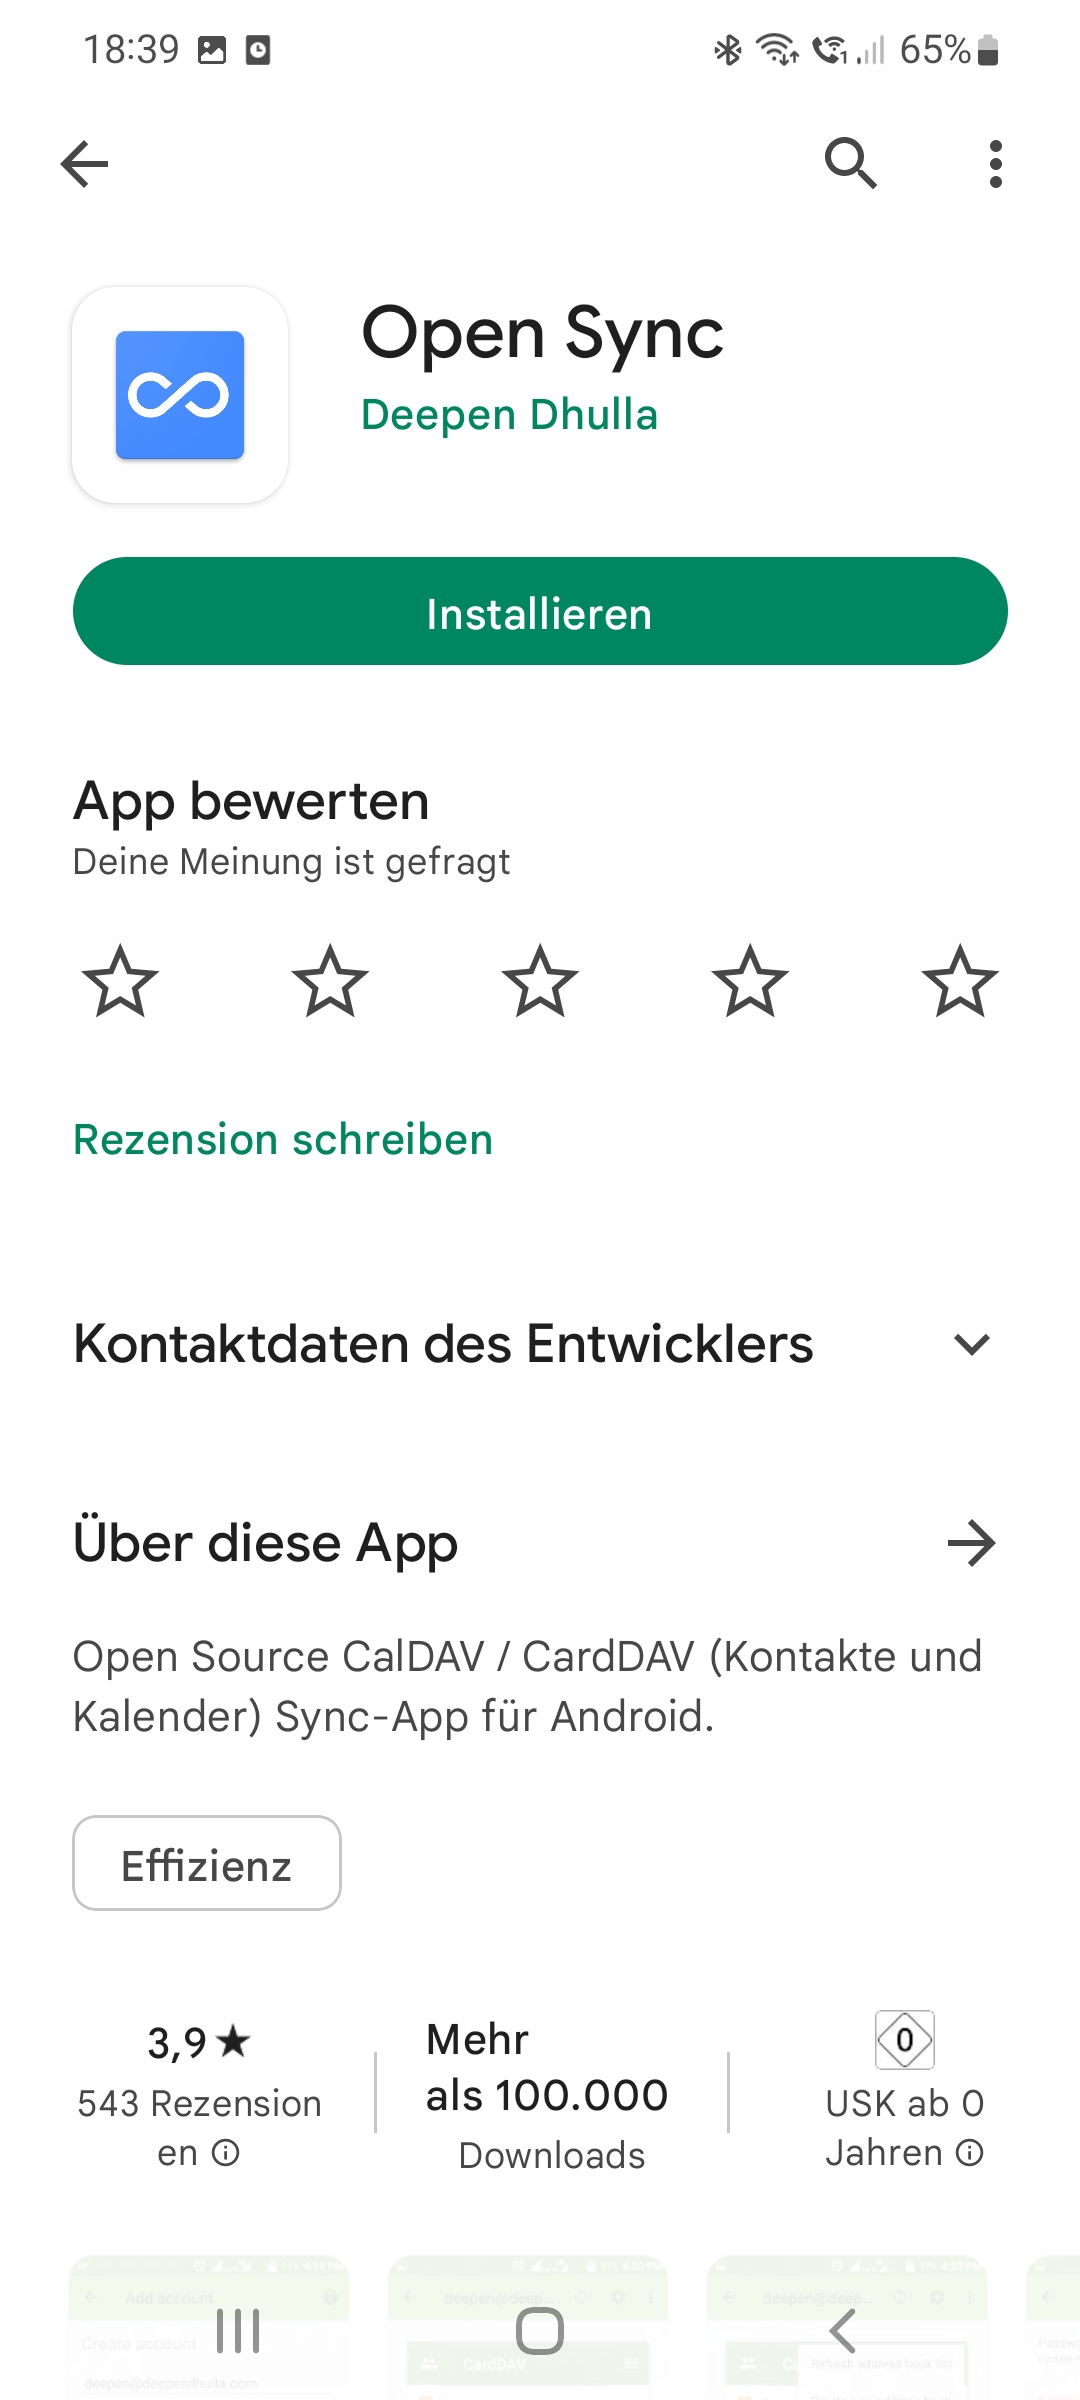 18:39
65%
Open Sync
Deepen Dhulla
Installieren
App bewerten
Deine Meinung ist gefragt
Rezension schreiben
Kontaktdaten des Entwicklers
Über diese App
Open Source CalDAV / CardDAV (Kontakte und
Kalender) Sync-App für Android.
Effizienz
3,9★
543 Rezension
en
Mehr
als 100.000
Downloads
0
USK ab 0
Jahren
Add account
deepen@deep...
deepen@deep...
Create account
CardDAV
Refresh address book list
deepen@deependhulla.com